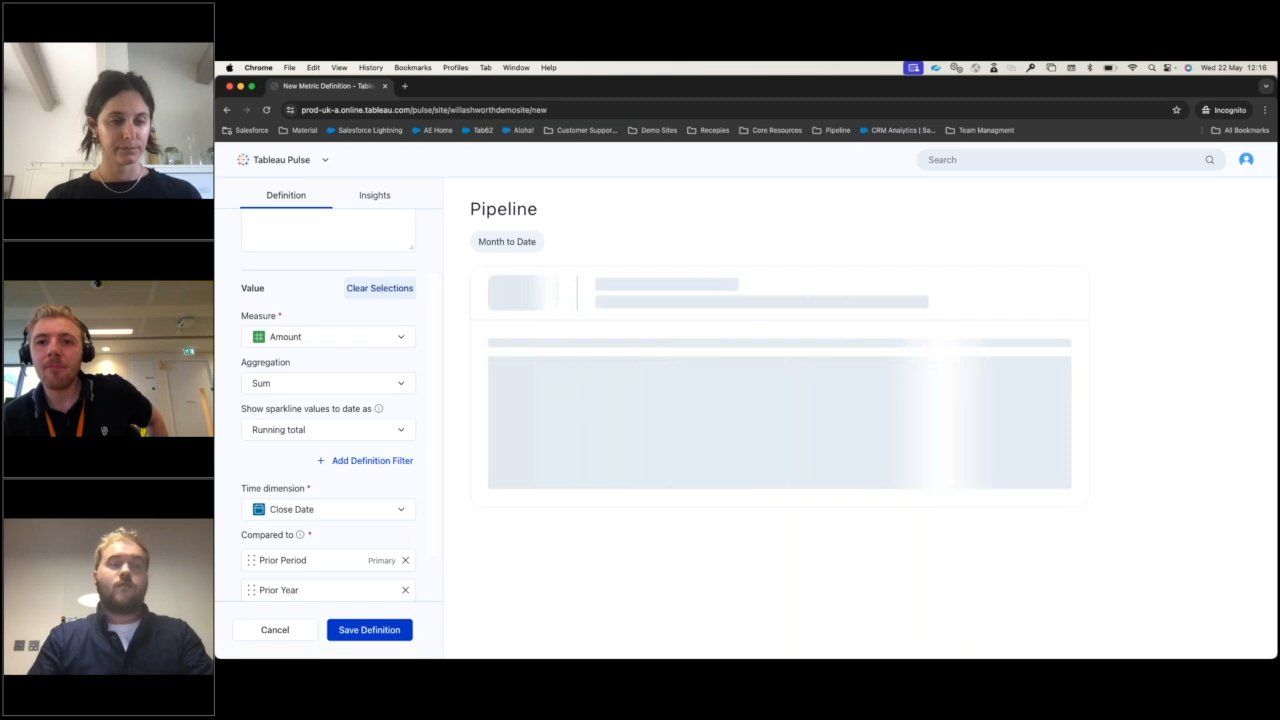 Chrome File Edit View History Bookmarks Profiles Tab Window Help
Wed 22 May 12:16
New Metric Definition - Table
prod-uk-a.online.tableau.com/pulse/site/willashworthdemosite/new
Incognito
Salesforce Material Salesforce Lightning AE Home Tab62 Aloha! Customer Suppor... Demo Sites Recepies Core Resources Pipeline CRM Analytics | Sa... Team Managment All Bookmarks
Tableau Pulse
Search
Definition Insights
Value Clear Selections
Measure *
Amount
Aggregation
Sum
Show sparkline values to date as
Running total
+ Add Definition Filter
Time dimension *
Close Date
Compared to *
Prior Period Primary
Prior Year
Cancel Save Definition
Pipeline
Month to Date